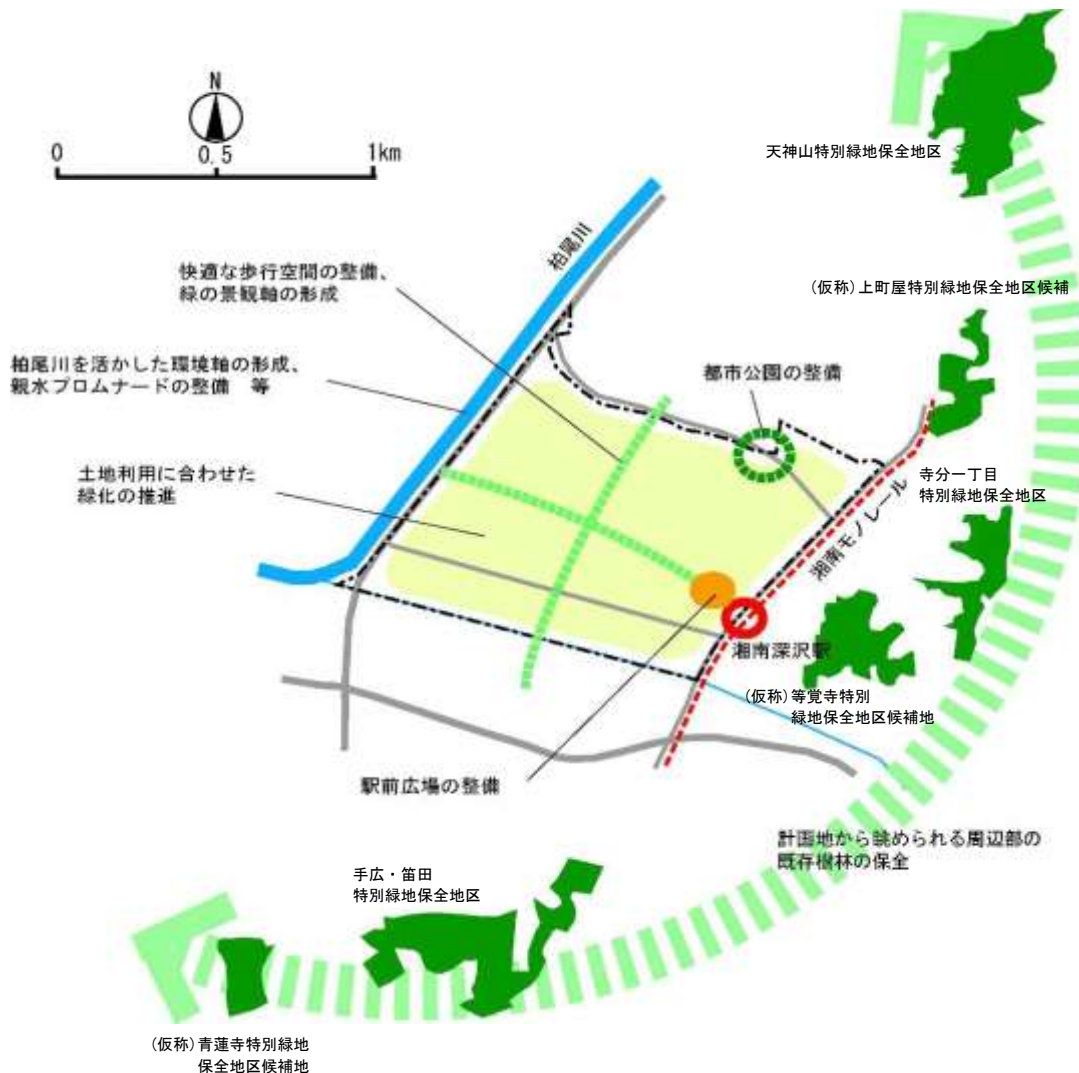 N
0
0.5
1km
天神山特別緑地保全地区
柏尾川
快適な歩行空間の整備、
緑の景観軸の形成
(仮称)上町屋特別緑地保全地区候補
柏尾川を活かした環境軸の形成、
親水プロムナードの整備 等
都市公園の整備
土地利用に合わせた
緑化の推進
寺分一丁目
特別緑地保全地区
湘南モノレール
湘南深沢駅
(仮称)等覚寺特別
緑地保全地区候補地
駅前広場の整備
計画地から眺められる周辺部の
既存樹林の保全
手広・笛田
特別緑地保全地区
(仮称)青蓮寺特別緑地
保全地区候補地